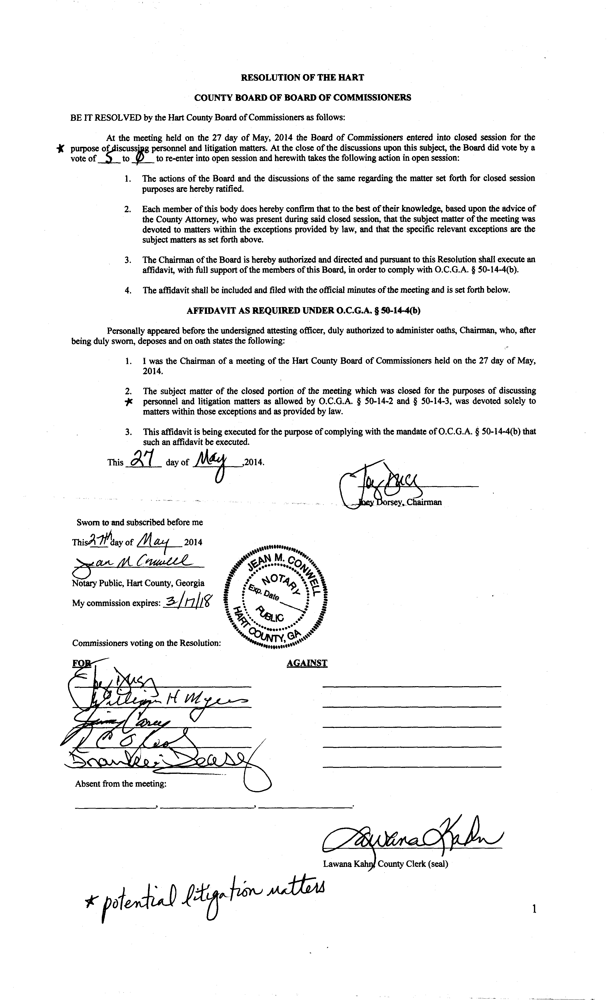 RESOLUTION OF THE HART
COUNTY BOARD OF BOARD OF COMMISSIONERS
BE IT RESOLVED by the Hart County Board of Commissioners as follows:
At the meeting held on the 27 day of May, 2014 the Board of Commissioners entered into closed session for the
* purpose of discussing personnel and litigation matters. At the close of the discussions upon this subject, the Board did vote by a
vote of 5 to 0 to re-enter into open session and herewith takes the following action in open session:
1. The actions of the Board and the discussions of the same regarding the matter set forth for closed session
purposes are hereby ratified.
2. Each member of this body does hereby confirm that to the best of their knowledge, based upon the advice of
the County Attorney, who was present during said closed session, that the subject matter of the meeting was
devoted to matters within the exceptions provided by law, and that the specific relevant exceptions are the
subject matters as set forth above.
3. The Chairman of the Board is hereby authorized and directed and pursuant to this Resolution shall execute an
affidavit, with full support of the members of this Board, in order to comply with O.C.G.A. § 50-14-4(b).
4. The affidavit shall be included and filed with the official minutes of the meeting and is set forth below.
AFFIDAVIT AS REQUIRED UNDER O.C.G.A. § 50-14-4(b)
Personally appeared before the undersigned attesting officer, duly authorized to administer oaths, Chairman, who, after
being duly sworn, deposes and on oath states the following:
1. I was the Chairman of a meeting of the Hart County Board of Commissioners held on the 27 day of May,
2014.
2. The subject matter of the closed portion of the meeting which was closed for the purposes of discussing
* personnel and litigation matters as allowed by O.C.G.A. § 50-14-2 and § 50-14-3, was devoted solely to
matters within those exceptions and as provided by law.
3. This affidavit is being executed for the purpose of complying with the mandate of O.C.G.A. § 50-14-4(b) that
such an affidavit be executed.
This 27 day of May ,2014.
Joey Dorsey, Chairman
Sworn to and subscribed before me
This 27th day of May 2014
Jean M Conwell
Notary Public, Hart County, Georgia
My commission expires: 3/17/18
JEAN M. CONWELL
NOTARY
Exp. Date
PUBLIC
HART COUNTY, GA
Commissioners voting on the Resolution:
FOR AGAINST
William H Myers
Jimmy Carey
Frankie Teasley
Absent from the meeting:
Lawana Kahn
Lawana Kahn, County Clerk (seal)
* potential litigation matters
1